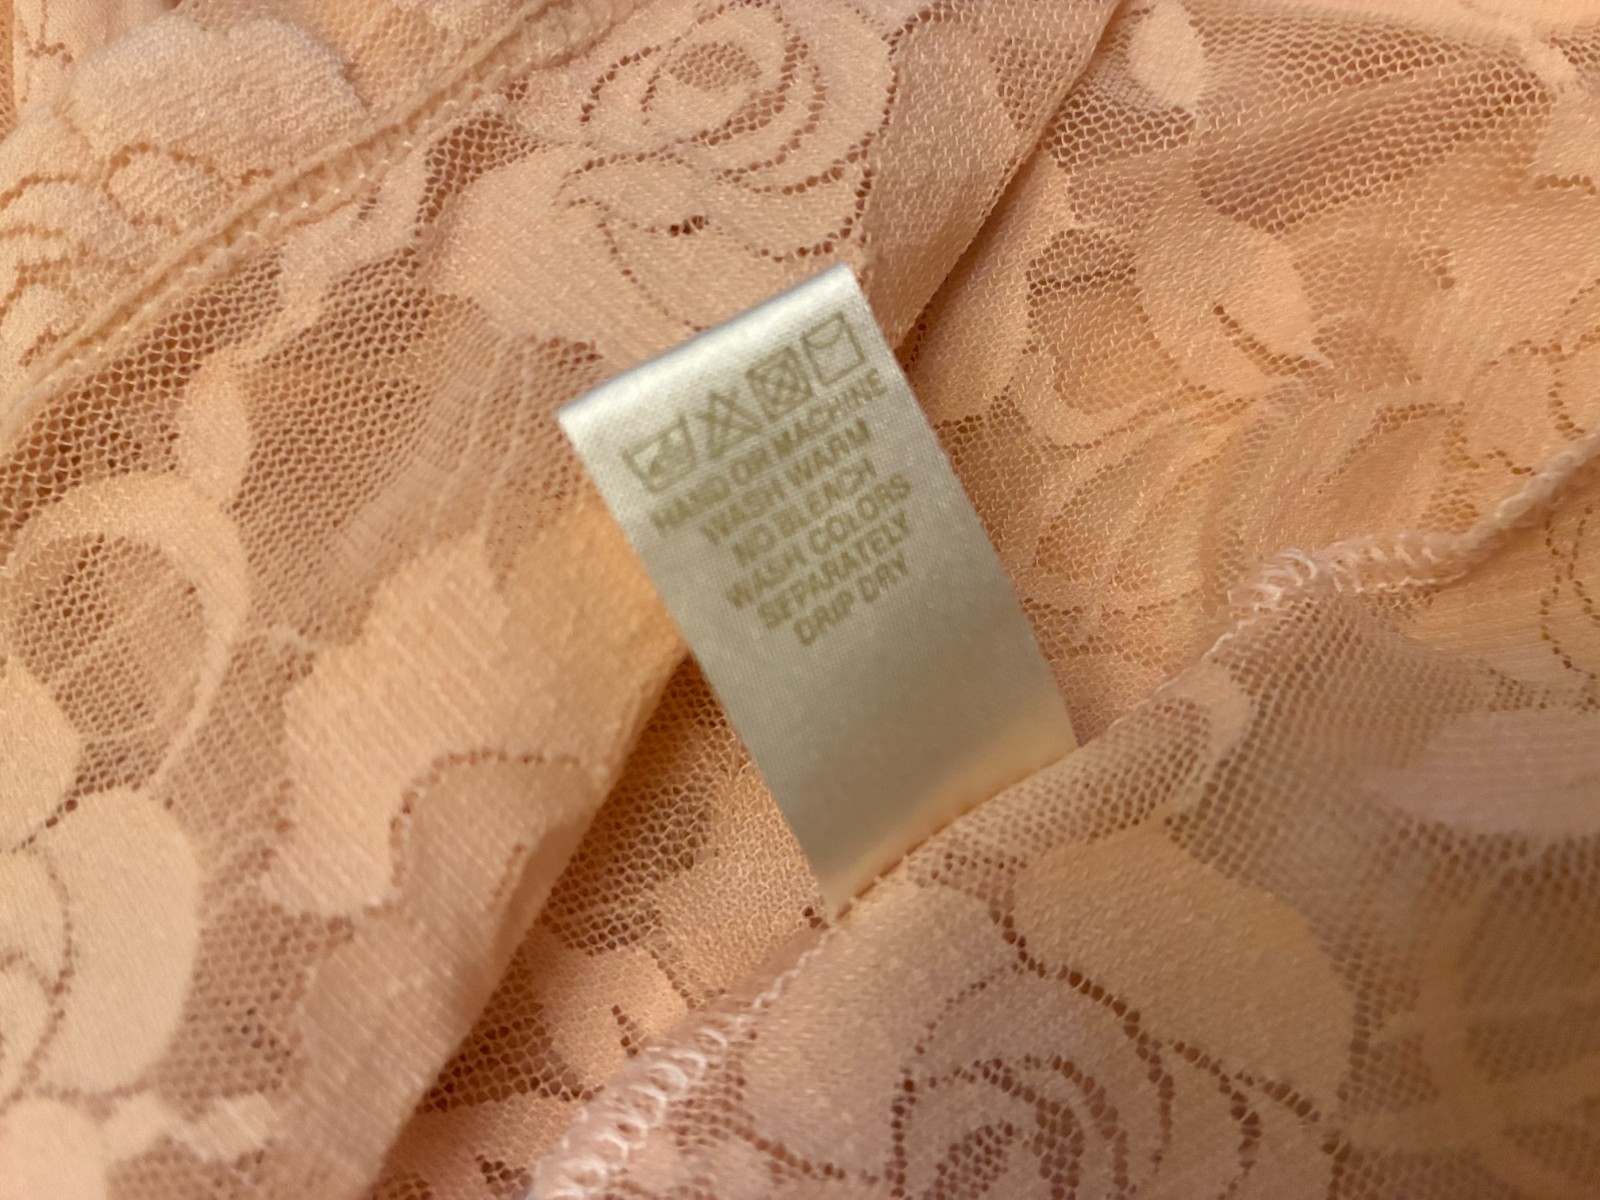 HAND OR MACHINE
WASH WARM
NO BLEACH
WASH COLORS
SEPARATELY
DRIP DRY